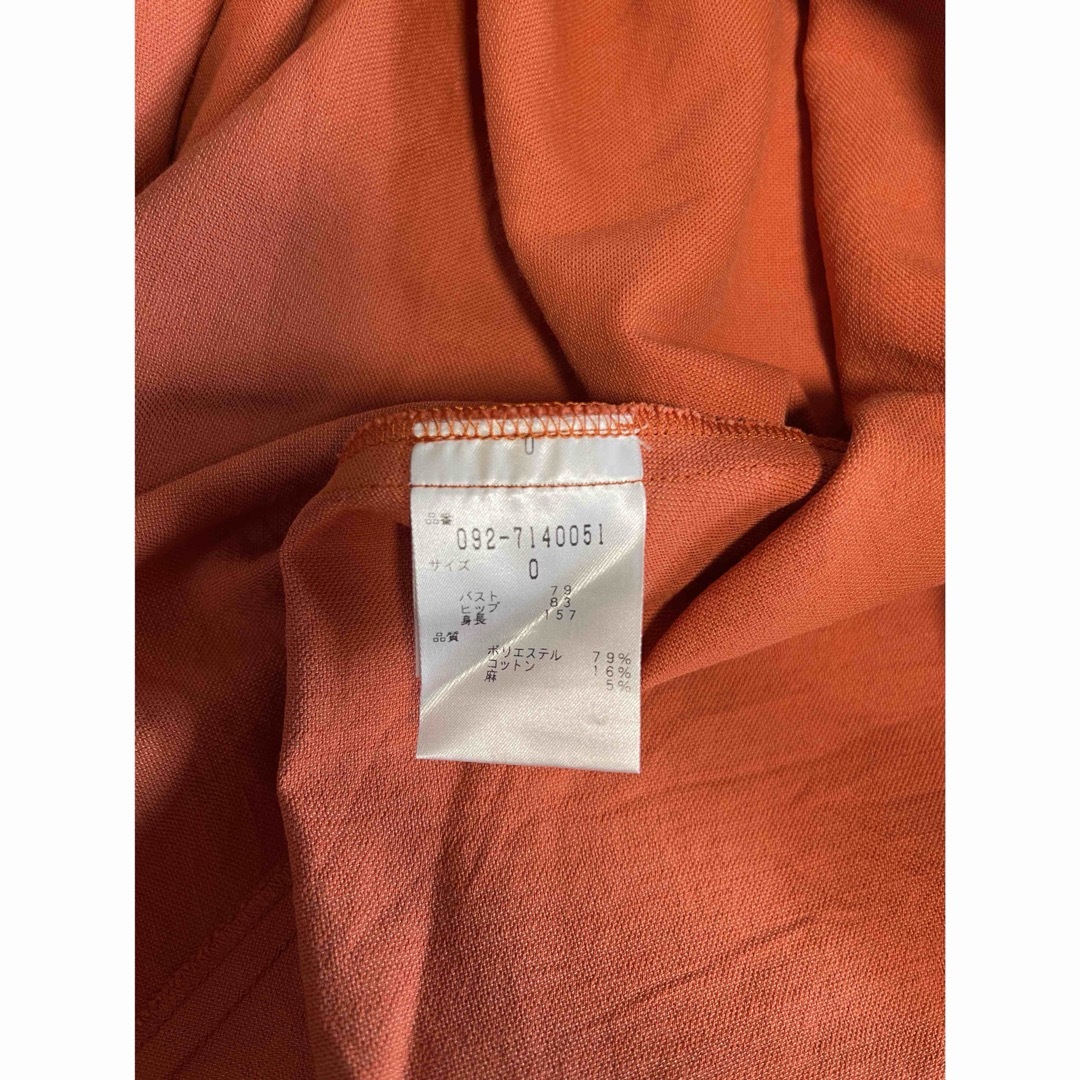 0
品番
092-7140051
サイズ 0
バスト 79
ヒップ 83
身長 157
品質
ポリエステル 79%
コットン 16%
麻 5%